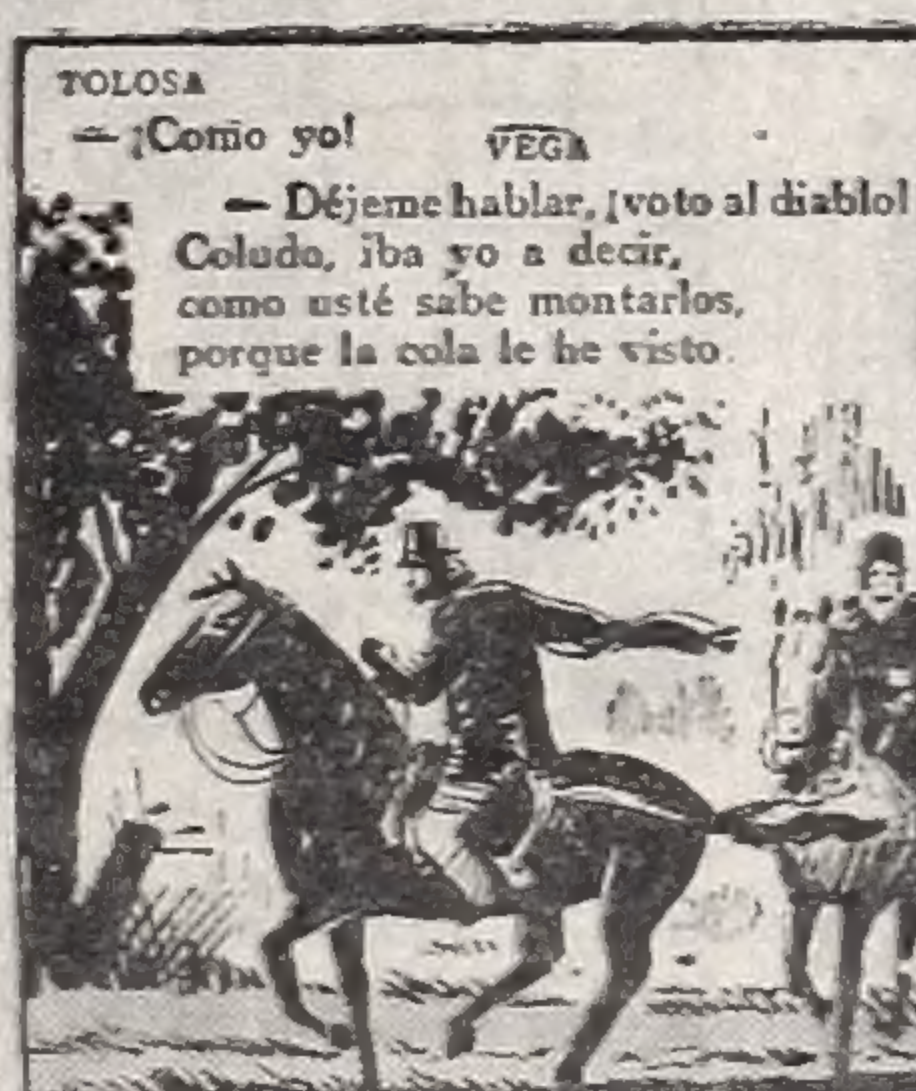 TOLOSA
— ¡Como yo!
VEGA
— Déjeme hablar, ¡voto al diablo!
Coludo, iba yo a decir,
como usté sabe montarlos,
porque la cola le he visto.